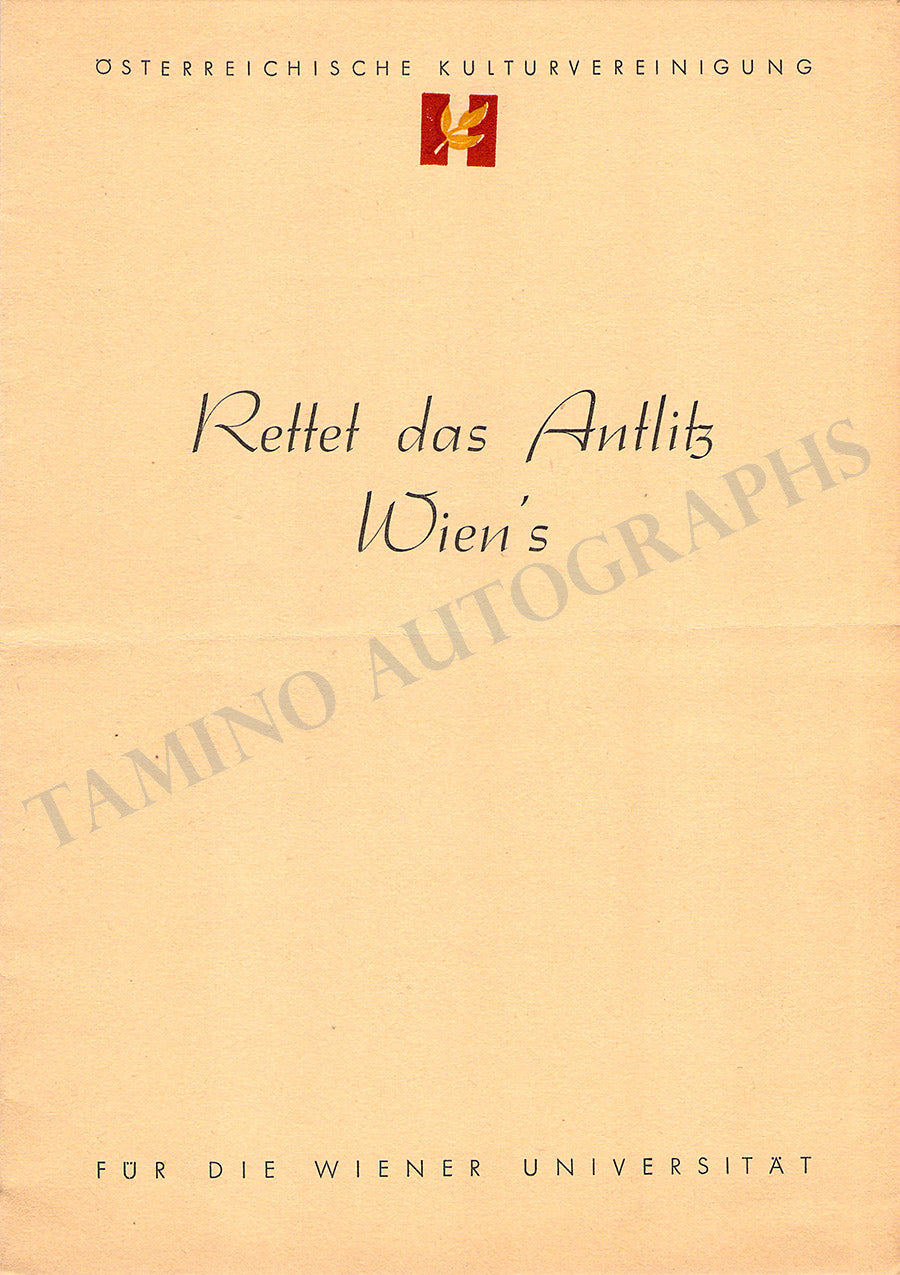 ÖSTERREICHISCHE KULTURVEREINIGUNG
Rettet das Antlitz
Wien's
TAMINO AUTOGRAPHS
FÜR DIE WIENER UNIVERSITÄT